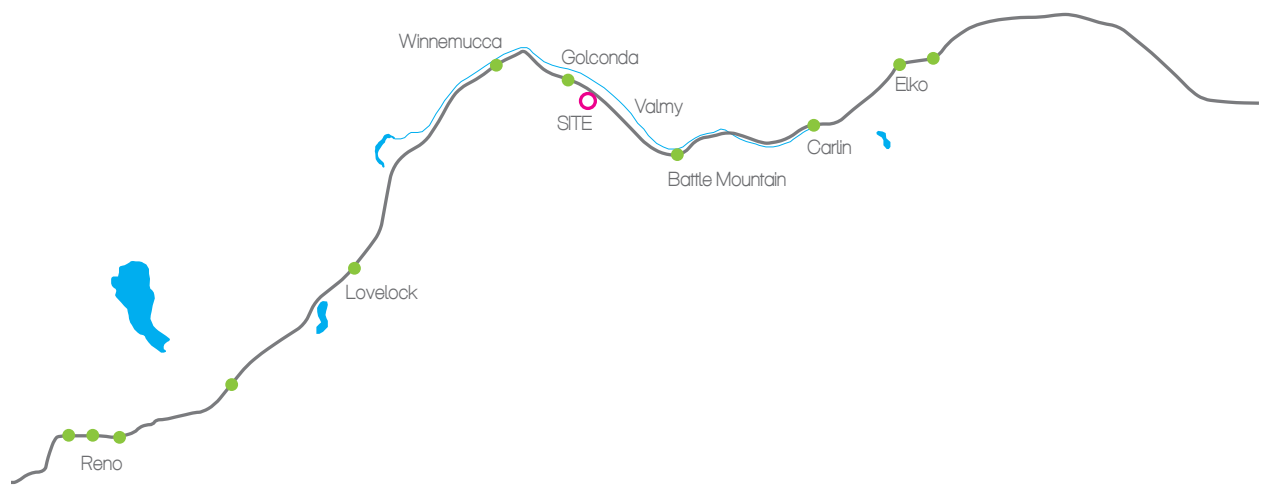 Winnemucca
Golconda
Valmy
SITE
Elko
Carlin
Battle Mountain
Lovelock
Reno